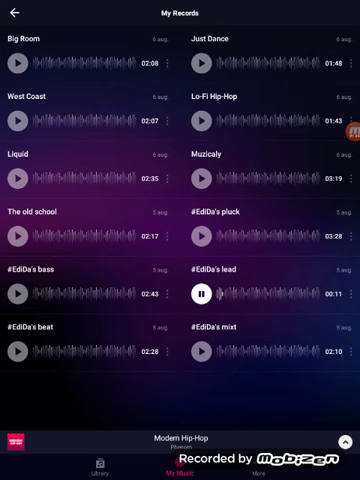 My Records
Big Room
6 aug.
02:08
Just Dance
6 aug.
01:48
West Coast
6 aug.
02:07
Lo-Fi Hip-Hop
6 aug.
01:43
Liquid
6 aug.
02:35
Muzicaly
6 aug.
03:19
The old school
5 aug.
02:17
#EdiDa's pluck
5 aug.
03:28
#EdiDa's bass
5 aug.
02:43
#EdiDa's lead
5 aug.
00:11
#EdiDa's beat
5 aug.
02:28
#EdiDa's mixt
5 aug.
02:10
Modern Hip-Hop
Phenom
Library
My Music
More
Recorded by Mobizen